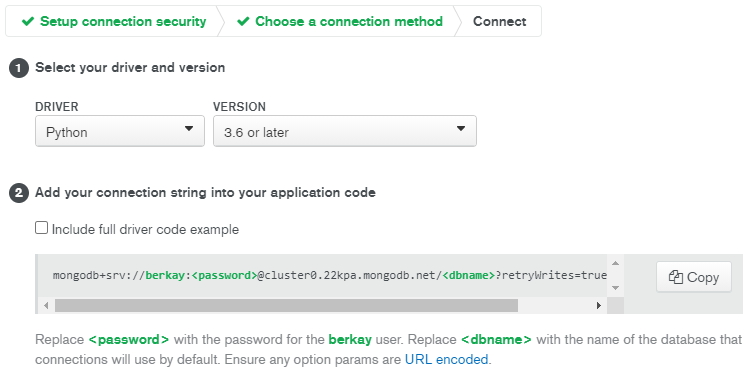 ✔ Setup connection security
✔ Choose a connection method
Connect
1 Select your driver and version
DRIVER
VERSION
Python
3.6 or later
2 Add your connection string into your application code
Include full driver code example
mongodb+srv://berkay:<password>@cluster0.22kpa.mongodb.net/<dbname>?retryWrites=true
Copy
Replace <password> with the password for the berkay user. Replace <dbname> with the name of the database that
connections will use by default. Ensure any option params are URL encoded.